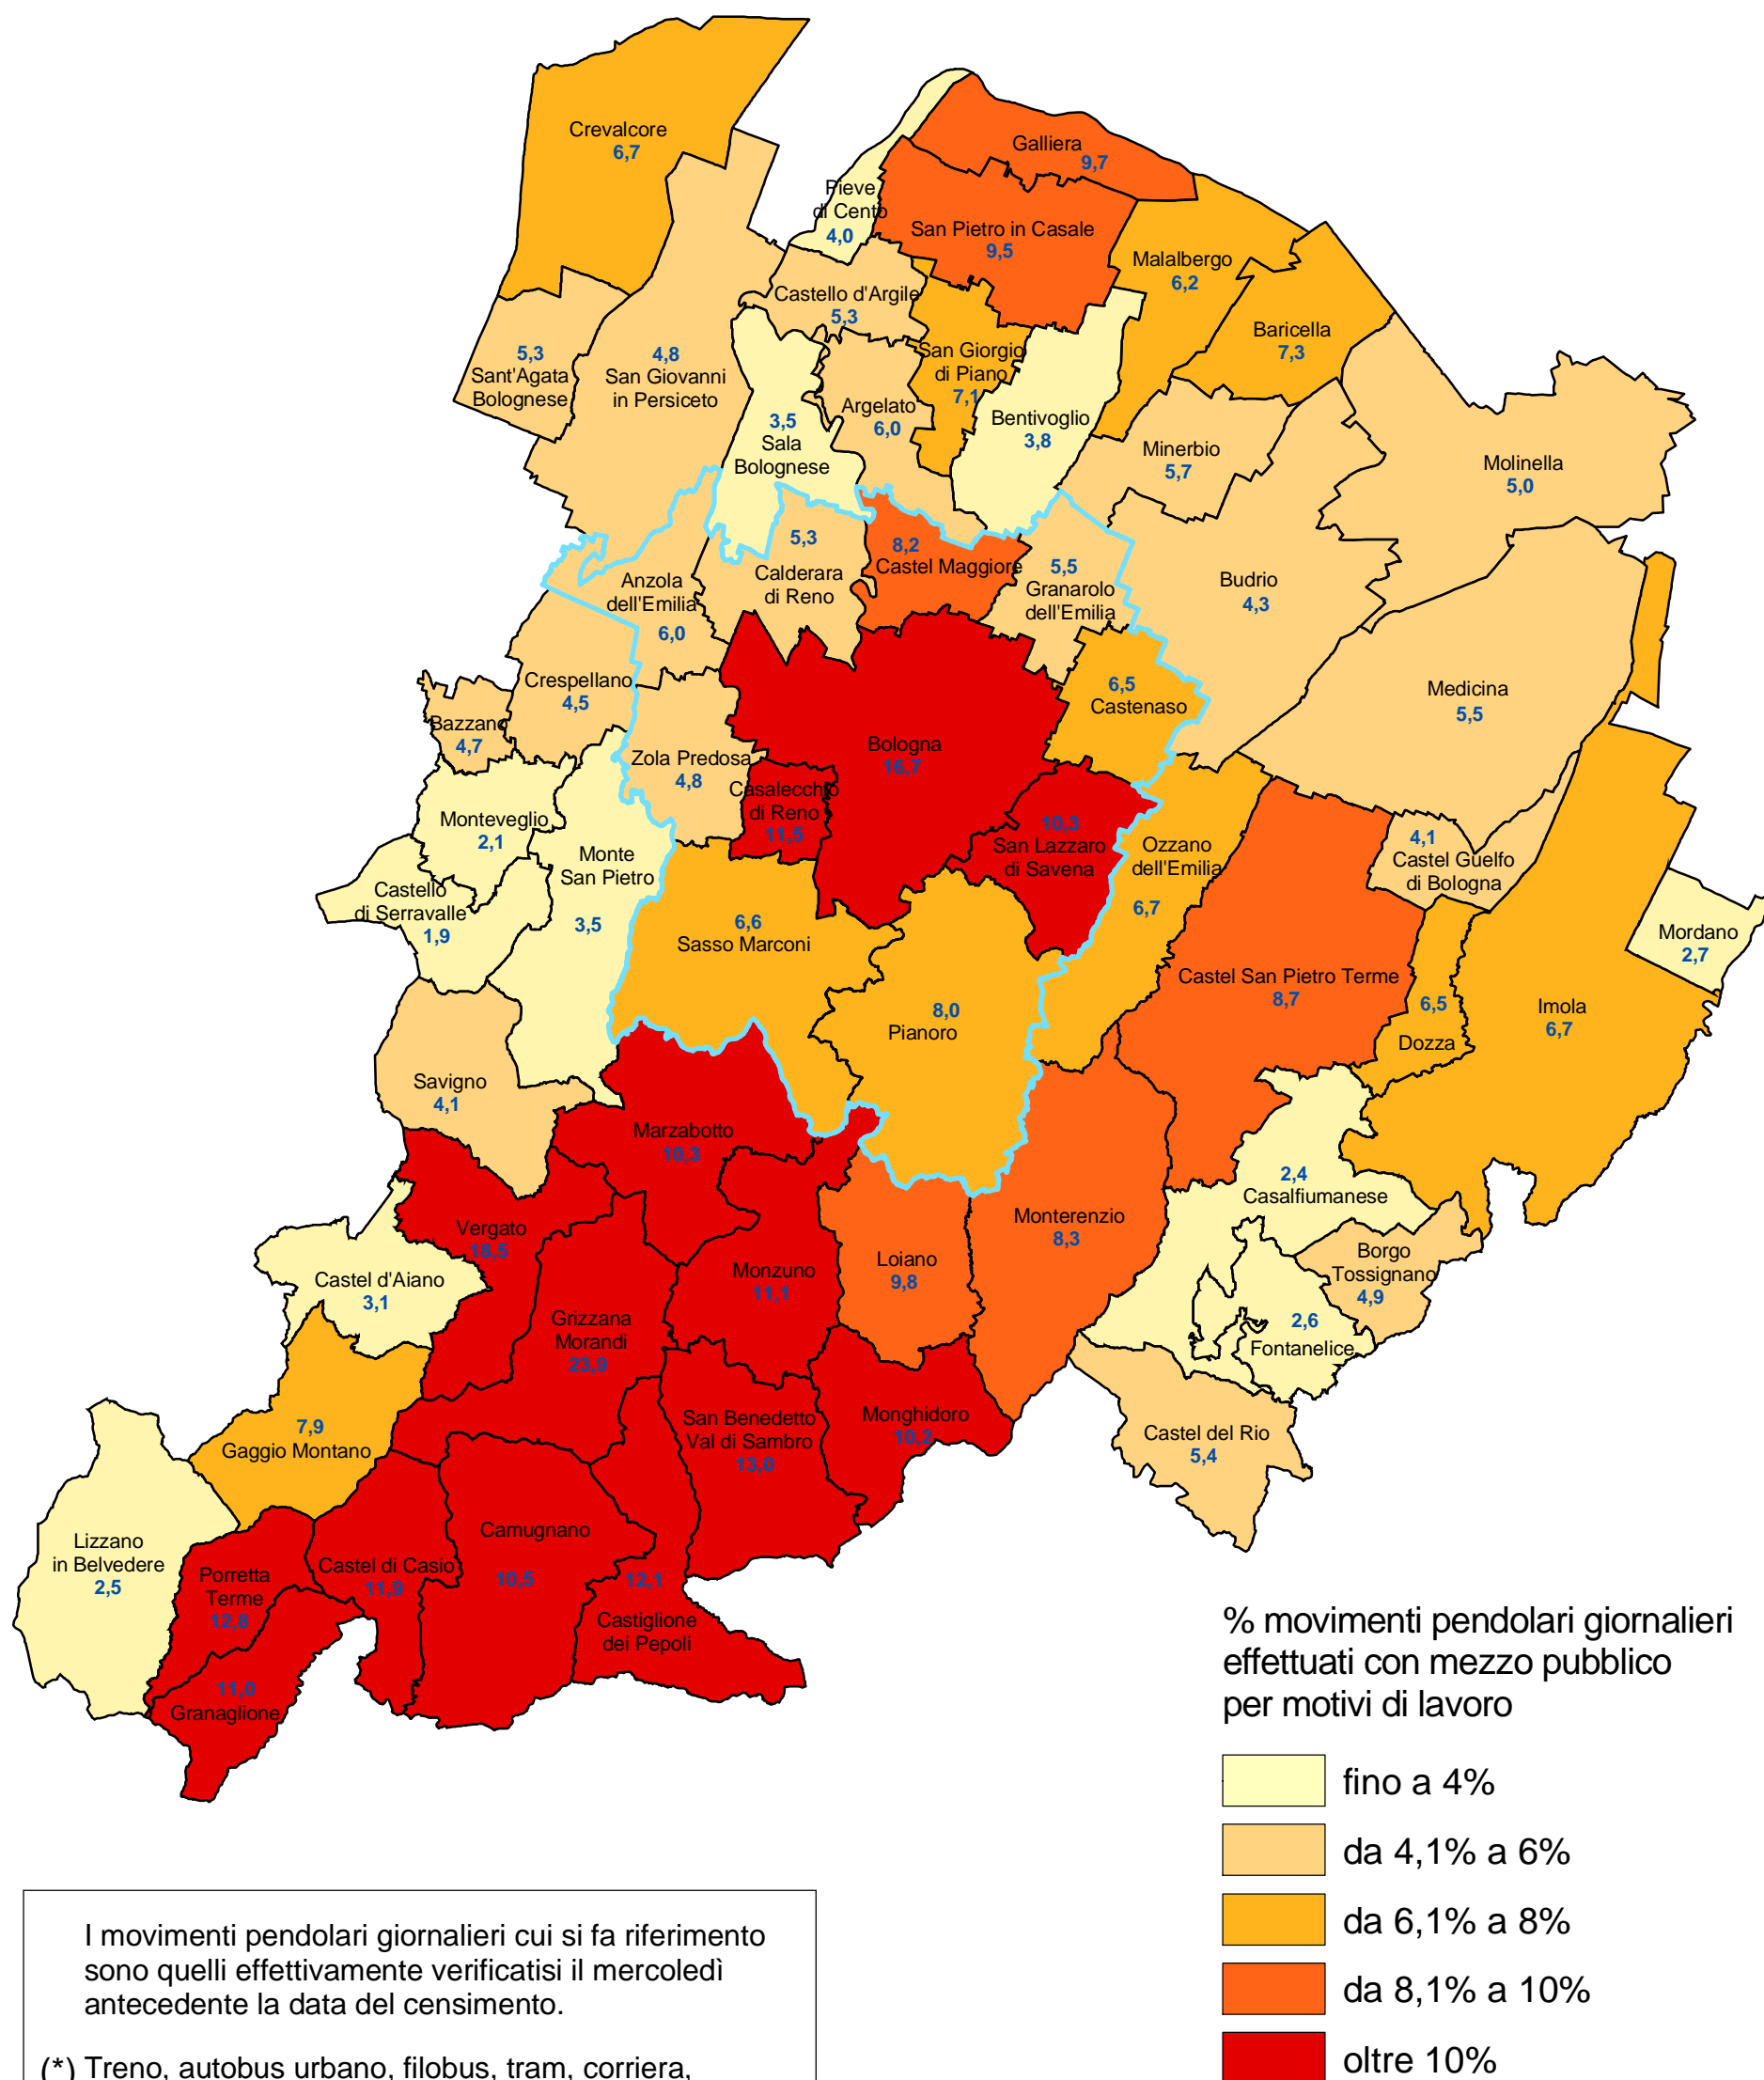 Crevalcore
6,7
Galliera
9,7
Pieve
di Cento
4,0
San Pietro in Casale
9,5
Malalbergo
6,2
Castello d'Argile
5,3
Baricella
7,3
5,3
Sant'Agata
Bolognese
4,8
San Giovanni
in Persiceto
San Giorgio
di Piano
7,1
Argelato
6,0
3,5
Sala
Bolognese
Bentivoglio
3,8
Minerbio
5,7
Molinella
5,0
5,3
Calderara
di Reno
8,2
Castel Maggiore
5,5
Granarolo
dell'Emilia
Budrio
4,3
Anzola
dell'Emilia
6,0
Crespellano
4,5
Bazzano
4,7
6,5
Castenaso
Medicina
5,5
Bologna
16,7
Zola Predosa
4,8
Casalecchio
di Reno
11,5
Monteveglio
2,1
Monte
San Pietro
3,5
10,3
San Lazzaro
di Savena
Ozzano
dell'Emilia
6,7
4,1
Castel Guelfo
di Bologna
Castello
di Serravalle
1,9
6,6
Sasso Marconi
Mordano
2,7
Castel San Pietro Terme
8,7
6,5
Dozza
Imola
6,7
8,0
Pianoro
Savigno
4,1
Marzabotto
10,3
2,4
Casalfiumanese
Vergato
18,5
Monterenzio
8,3
Castel d'Aiano
3,1
Monzuno
11,1
Loiano
9,8
Borgo
Tossignano
4,9
Grizzana
Morandi
23,9
2,6
Fontanelice
7,9
Gaggio Montano
San Benedetto
Val di Sambro
13,0
Monghidoro
10,2
Castel del Rio
5,4
Lizzano
in Belvedere
2,5
Porretta
Terme
12,8
Castel di Casio
11,9
Camugnano
10,5
12,1
Castiglione
dei Pepoli
11,0
Granaglione
% movimenti pendolari giornalieri
effettuati con mezzo pubblico
per motivi di lavoro
fino a 4%
da 4,1% a 6%
da 6,1% a 8%
da 8,1% a 10%
oltre 10%
I movimenti pendolari giornalieri cui si fa riferimento
sono quelli effettivamente verificatisi il mercoledì
antecedente la data del censimento.
(*) Treno, autobus urbano, filobus, tram, corriera,